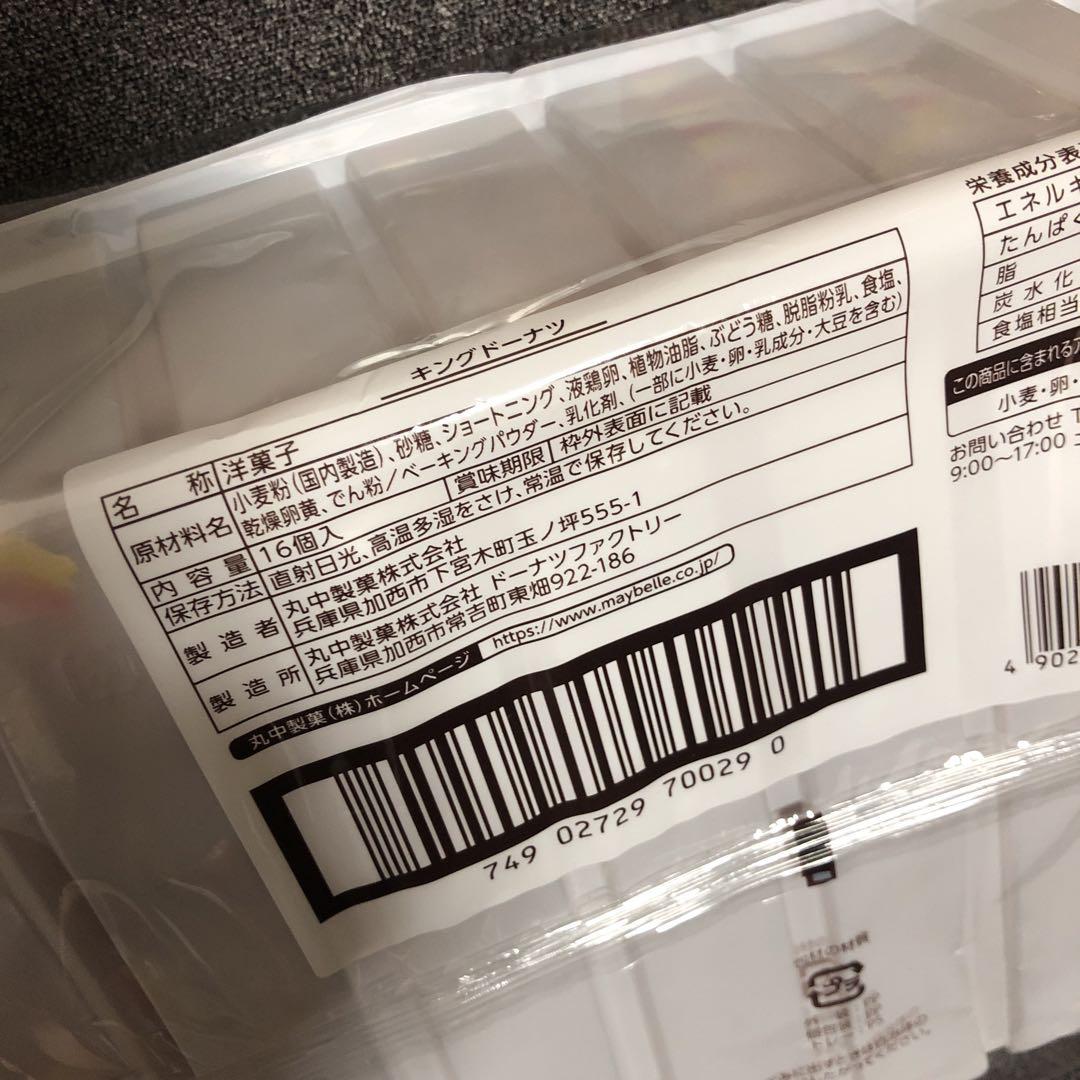 キングドーナツ
名称 洋菓子
原材料名 小麦粉(国内製造)、砂糖、ショートニング、液鶏卵、植物油脂、ぶどう糖、脱脂粉乳、食塩、
乾燥卵黄、でん粉/ベーキングパウダー、乳化剤、(一部に小麦・卵・乳成分・大豆を含む)
内容量 16個入 賞味期限 枠外表面に記載
保存方法 直射日光、高温多湿をさけ、常温で保存してください。
製造者 丸中製菓株式会社
兵庫県加西市下宮木町玉ノ坪555-1
製造所 丸中製菓株式会社 ドーナツファクトリー
兵庫県加西市常吉町東畑922-186
丸中製菓(株)ホームページ https://www.maybelle.co.jp/
749 02729 70029 0
栄養成分表
エネルギ
たんぱく
脂
炭水化
食塩相当
この商品に含まれるア
小麦・卵・
お問い合わせ
9:00〜17:00
4 902
プラ